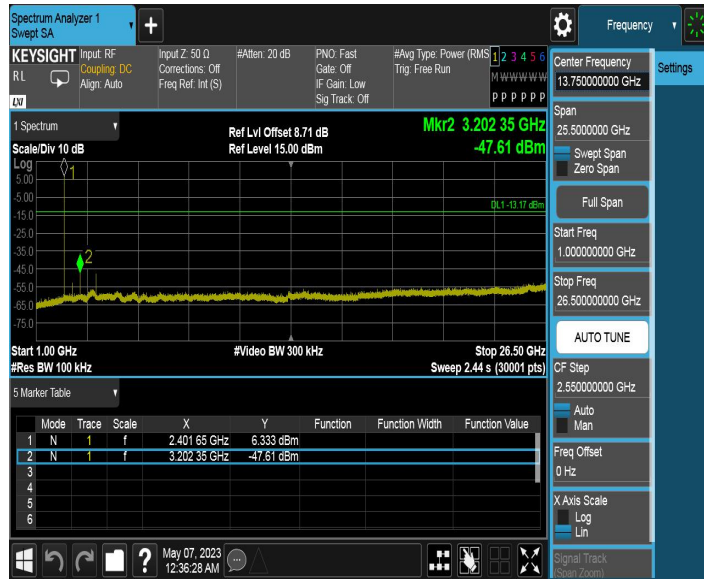 Spectrum Analyzer 1
Swept SA
+
Frequency
KEYSIGHT
RL
LXI
Input: RF
Coupling: DC
Align: Auto
Input Z: 50 Ω
Corrections: Off
Freq Ref: Int (S)
#Atten: 20 dB
PNO: Fast
Gate: Off
IF Gain: Low
Sig Track: Off
#Avg Type: Power (RMS
Trig: Free Run
1 2 3 4 5 6
M W W W W W
P P P P P P
1 Spectrum
Scale/Div 10 dB
Ref Lvl Offset 8.71 dB
Ref Level 15.00 dBm
Mkr2 3.202 35 GHz
-47.61 dBm
Log
5.00
-5.00
-15.0
-25.0
-35.0
-45.0
-55.0
-65.0
-75.0
1
2
DL1 -13.17 dBm
Start 1.00 GHz
#Res BW 100 kHz
#Video BW 300 kHz
Stop 26.50 GHz
Sweep 2.44 s (30001 pts)
5 Marker Table
Mode Trace Scale X Y Function Function Width Function Value
1 N 1 f 2.401 65 GHz 6.333 dBm
2 N 1 f 3.202 35 GHz -47.61 dBm
3
4
5
6
May 07, 2023
12:36:28 AM
?
Center Frequency
13.750000000 GHz
Span
25.5000000 GHz
Swept Span
Zero Span
Full Span
Start Freq
1.00000000 GHz
Stop Freq
26.500000000 GHz
AUTO TUNE
CF Step
2.550000000 GHz
Auto
Man
Freq Offset
0 Hz
X Axis Scale
Log
Lin
Signal Track
(Span Zoom)
Settings